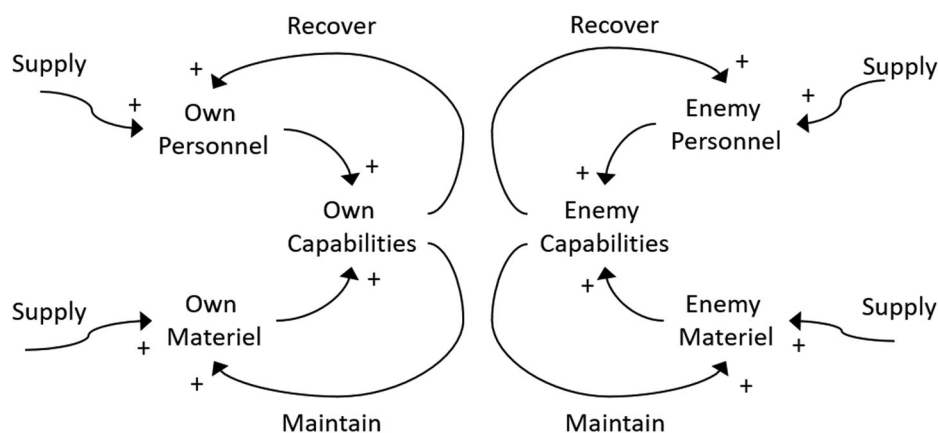 Recover
Recover
Supply
+
+
Supply
+
Own
Personnel
Enemy
Personnel
+
+
+
Own
Capabilities
Enemy
Capabilities
+
+
Supply
Own
Materiel
Enemy
Materiel
Supply
+
+
+
+
Maintain
Maintain